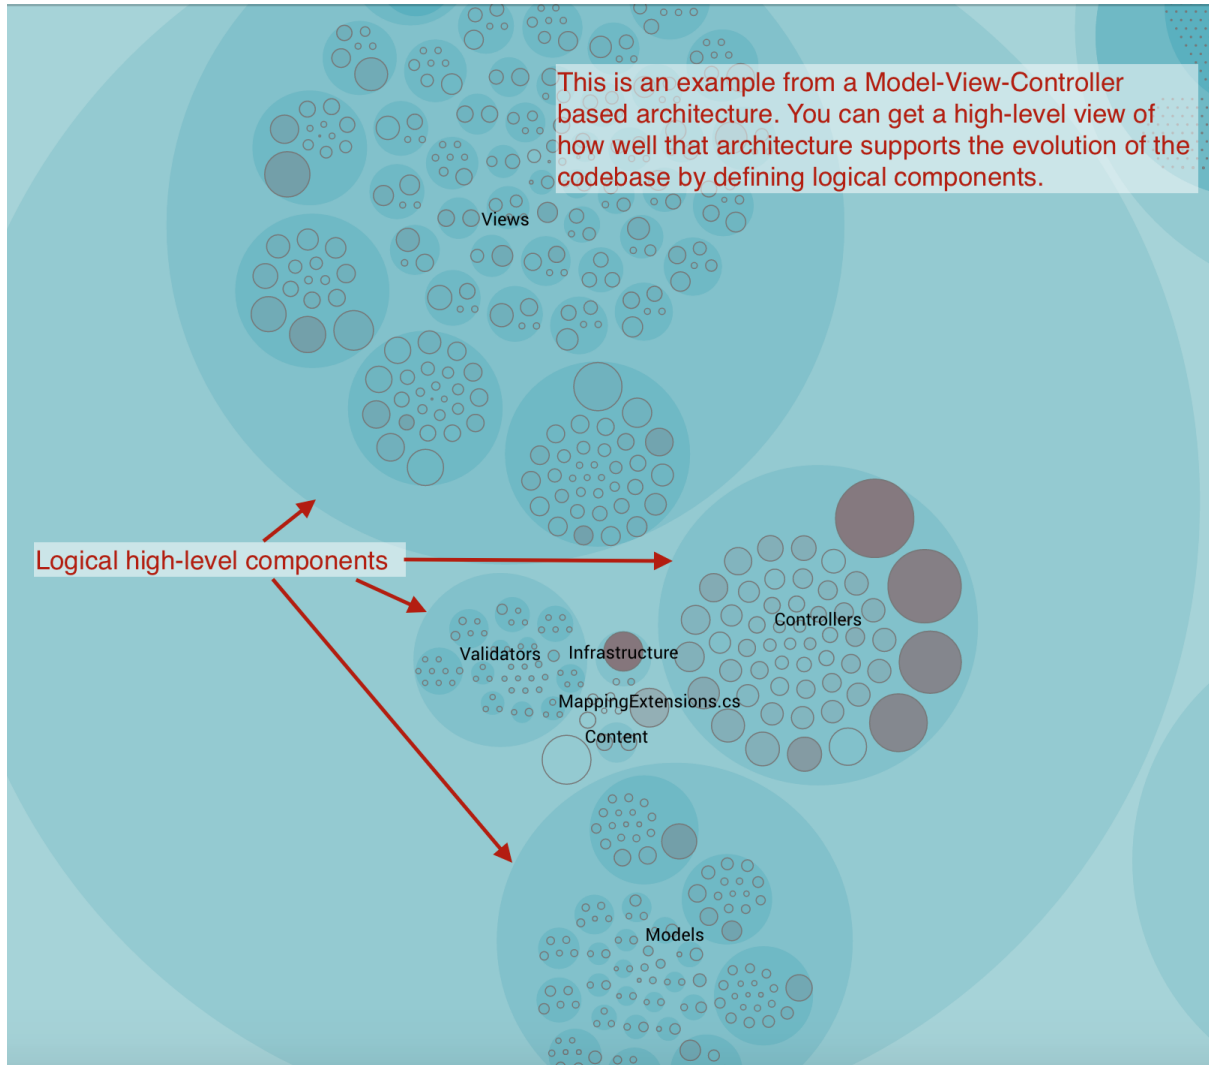 This is an example from a Model-View-Controller
based architecture. You can get a high-level view of
how well that architecture supports the evolution of the
codebase by defining logical components.
Views
Logical high-level components
Controllers
Validators
Infrastructure
MappingExtensions.cs
Content
Models